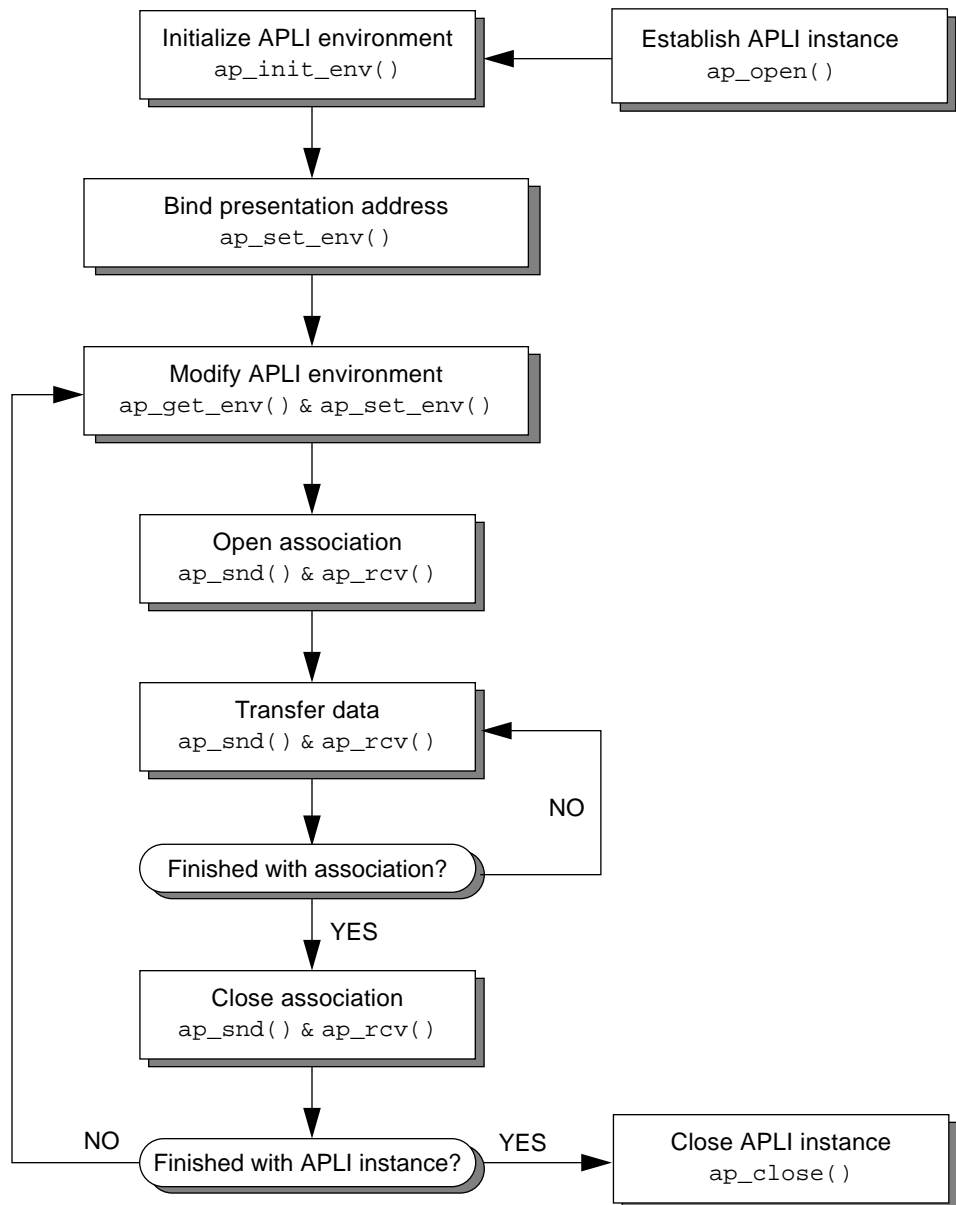 Initialize APLI environment
ap_init_env()
Establish APLI instance
ap_open()
Bind presentation address
ap_set_env()
Modify APLI environment
ap_get_env() & ap_set_env()
Open association
ap_snd() & ap_rcv()
Transfer data
ap_snd() & ap_rcv()
NO
Finished with association?
YES
Close association
ap_snd() & ap_rcv()
NO
Finished with APLI instance?
YES
Close APLI instance
ap_close()